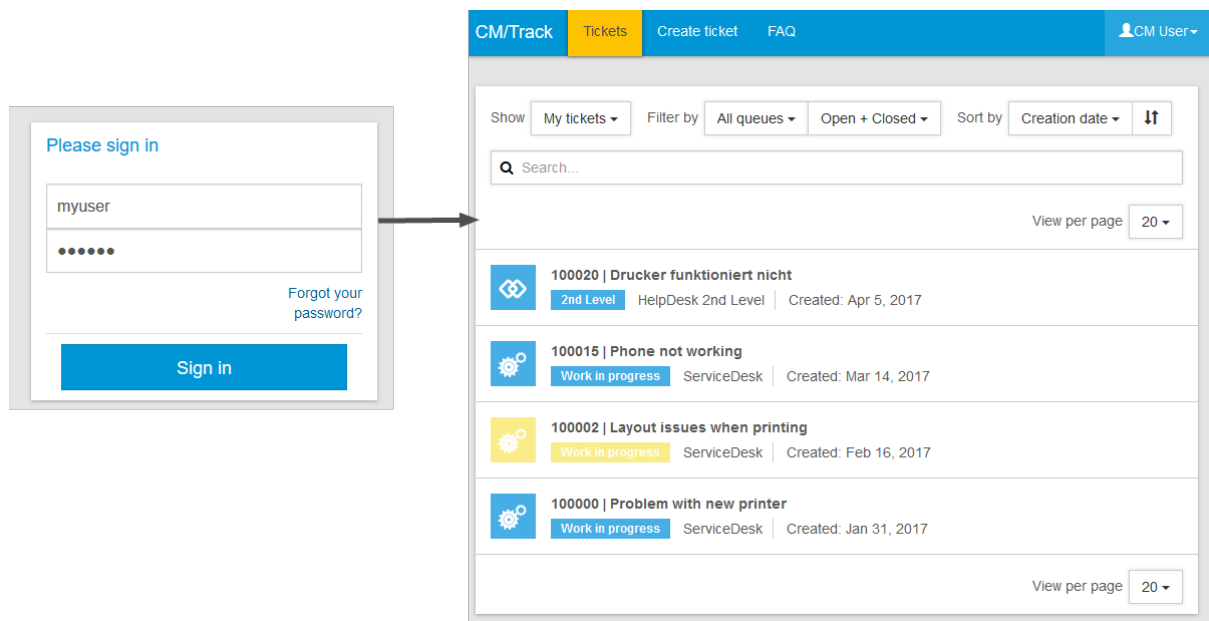 Please sign in
myuser
••••••
Forgot your
password?
Sign in
CM/Track Tickets Create ticket FAQ CM User
Show My tickets Filter by All queues Open + Closed Sort by Creation date
Search...
View per page 20
100020 | Drucker funktioniert nicht
2nd Level HelpDesk 2nd Level Created: Apr 5, 2017
100015 | Phone not working
Work in progress ServiceDesk Created: Mar 14, 2017
100002 | Layout issues when printing
Work in progress ServiceDesk Created: Feb 16, 2017
100000 | Problem with new printer
Work in progress ServiceDesk Created: Jan 31, 2017
View per page 20